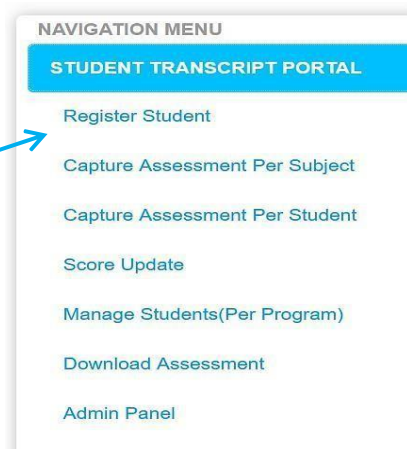 NAVIGATION MENU
STUDENT TRANSCRIPT PORTAL
Register Student
Capture Assessment Per Subject
Capture Assessment Per Student
Score Update
Manage Students(Per Program)
Download Assessment
Admin Panel